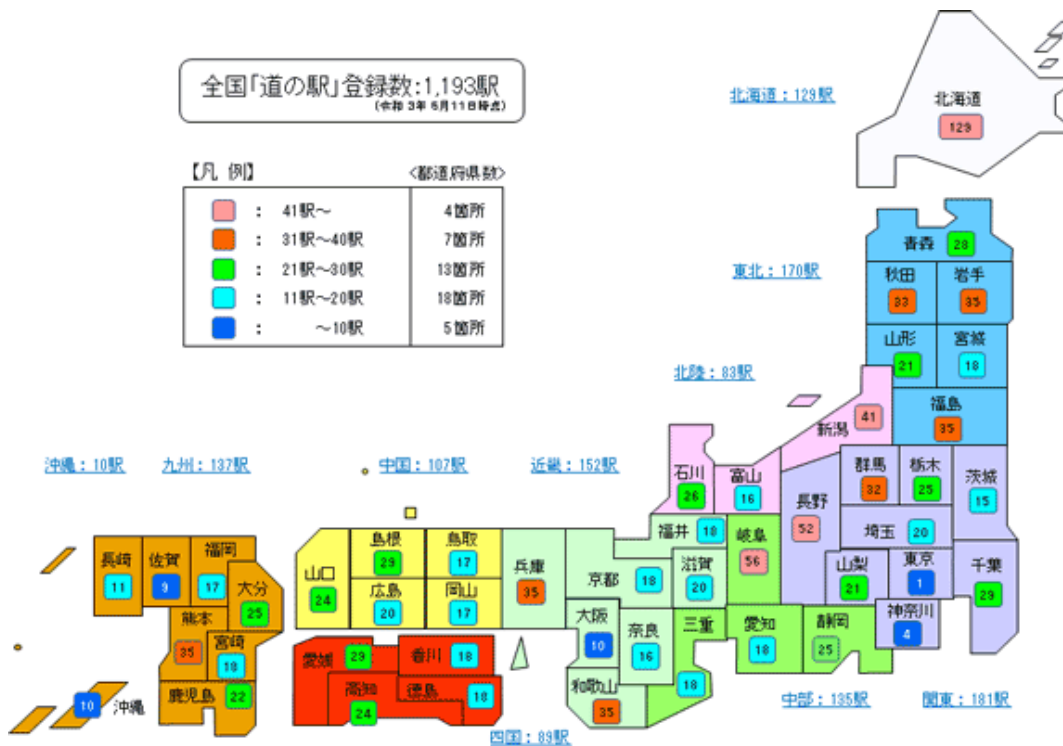 全国「道の駅」登録数:1,193駅
(令和 3年 6月11日時点)
【凡 例】 <都道府県数>
: 41駅～ 4箇所
: 31駅～40駅 7箇所
: 21駅～30駅 13箇所
: 11駅～20駅 18箇所
: ～10駅 5箇所
北海道:129駅
北海道
129
東北:170駅
青森 28
秋田 岩手
33 35
山形 宮城
21 18
福島
35
北陸:83駅
新潟 41
石川 富山
26 16
関東:181駅
群馬 栃木 茨城
32 25 15
長野
52
埼玉 20
山梨 東京 千葉
21 1 29
神奈川
4
中部:135駅
岐阜
56
三重 愛知 静岡
18 18 25
近畿:152駅
福井 18
兵庫 京都 滋賀
35 18 20
大阪 奈良
10 16
和歌山
35
中国:107駅
島根 鳥取
29 17
山口 広島 岡山
24 20 17
四国:89駅
愛媛 29 香川 18
高知 徳島
24 18
九州:137駅
長崎 佐賀 福岡
11 9 17
大分
25
熊本 宮崎
35 18
鹿児島 22
沖縄:10駅
10 沖縄